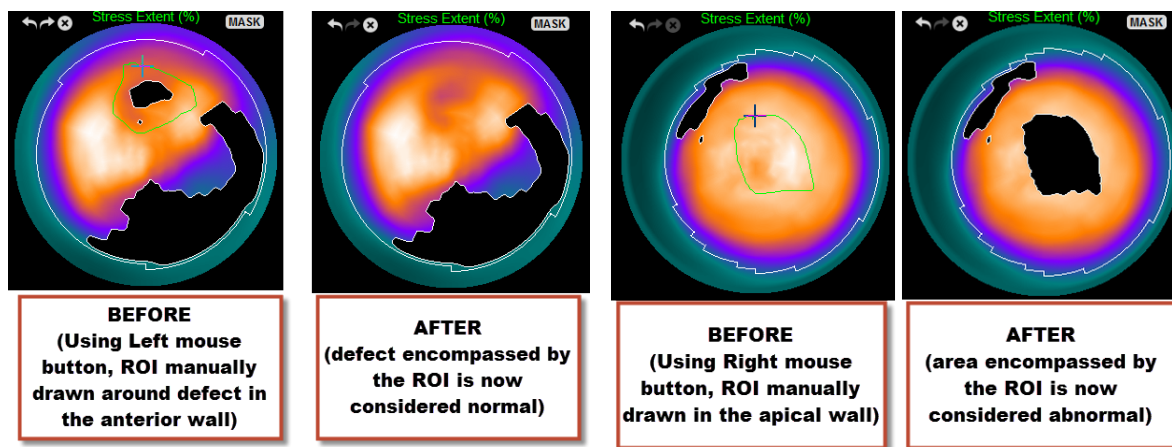 Stress Extent (%)
MASK
Stress Extent (%)
MASK
Stress Extent (%)
MASK
Stress Extent (%)
MASK
BEFORE
(Using Left mouse
button, ROI manually
drawn around defect in
the anterior wall)
AFTER
(defect encompassed by
the ROI is now
considered normal)
BEFORE
(Using Right mouse
button, ROI manually
drawn in the apical wall)
AFTER
(area encompassed by
the ROI is now
considered abnormal)